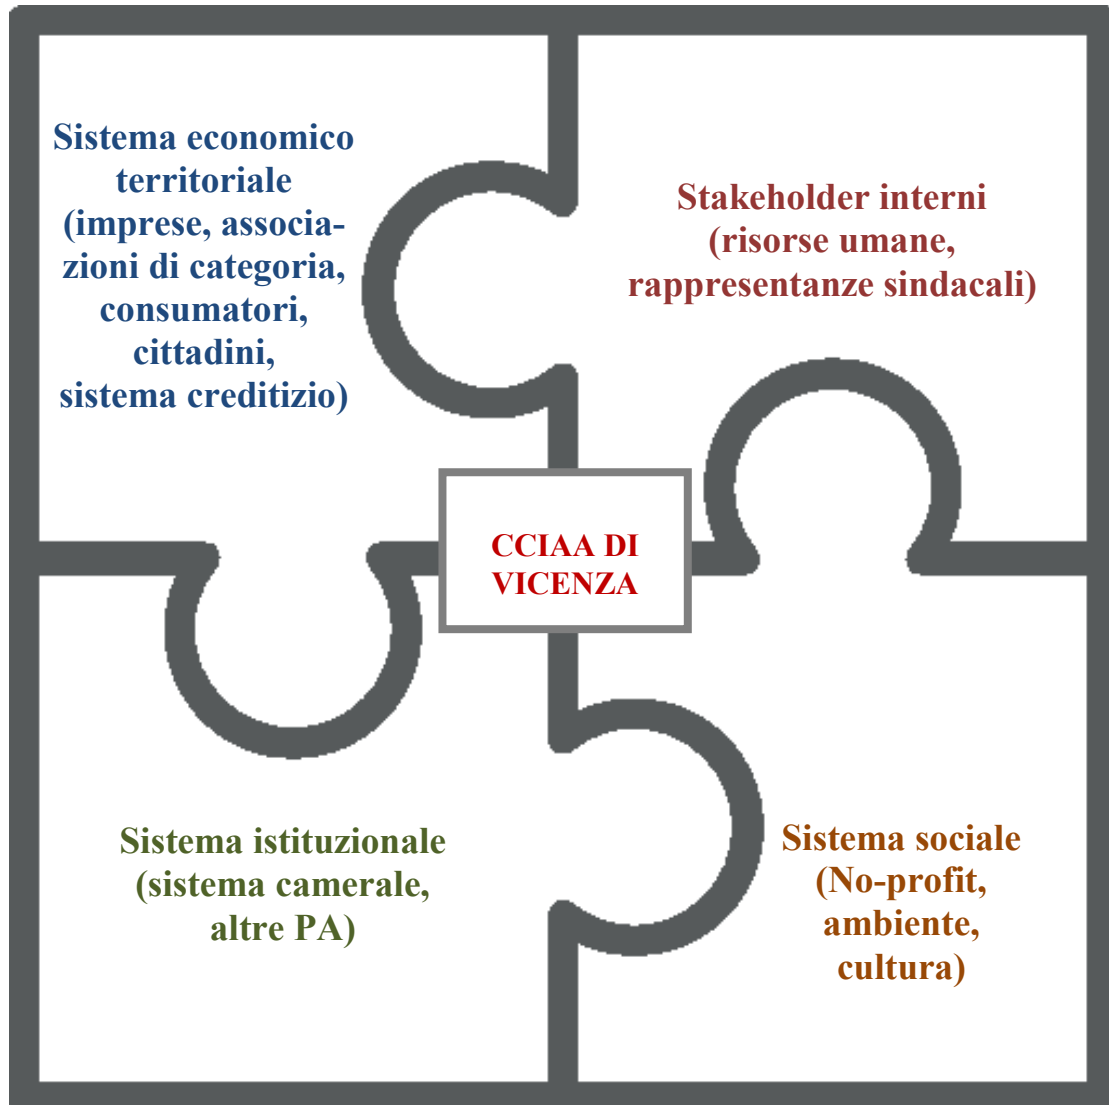 Sistema economico
territoriale
(imprese, associa-
zioni di categoria,
consumatori,
cittadini,
sistema creditizio)
Stakeholder interni
(risorse umane,
rappresentanze sindacali)
CCIAA DI
VICENZA
Sistema istituzionale
(sistema camerale,
altre PA)
Sistema sociale
(No-profit,
ambiente,
cultura)